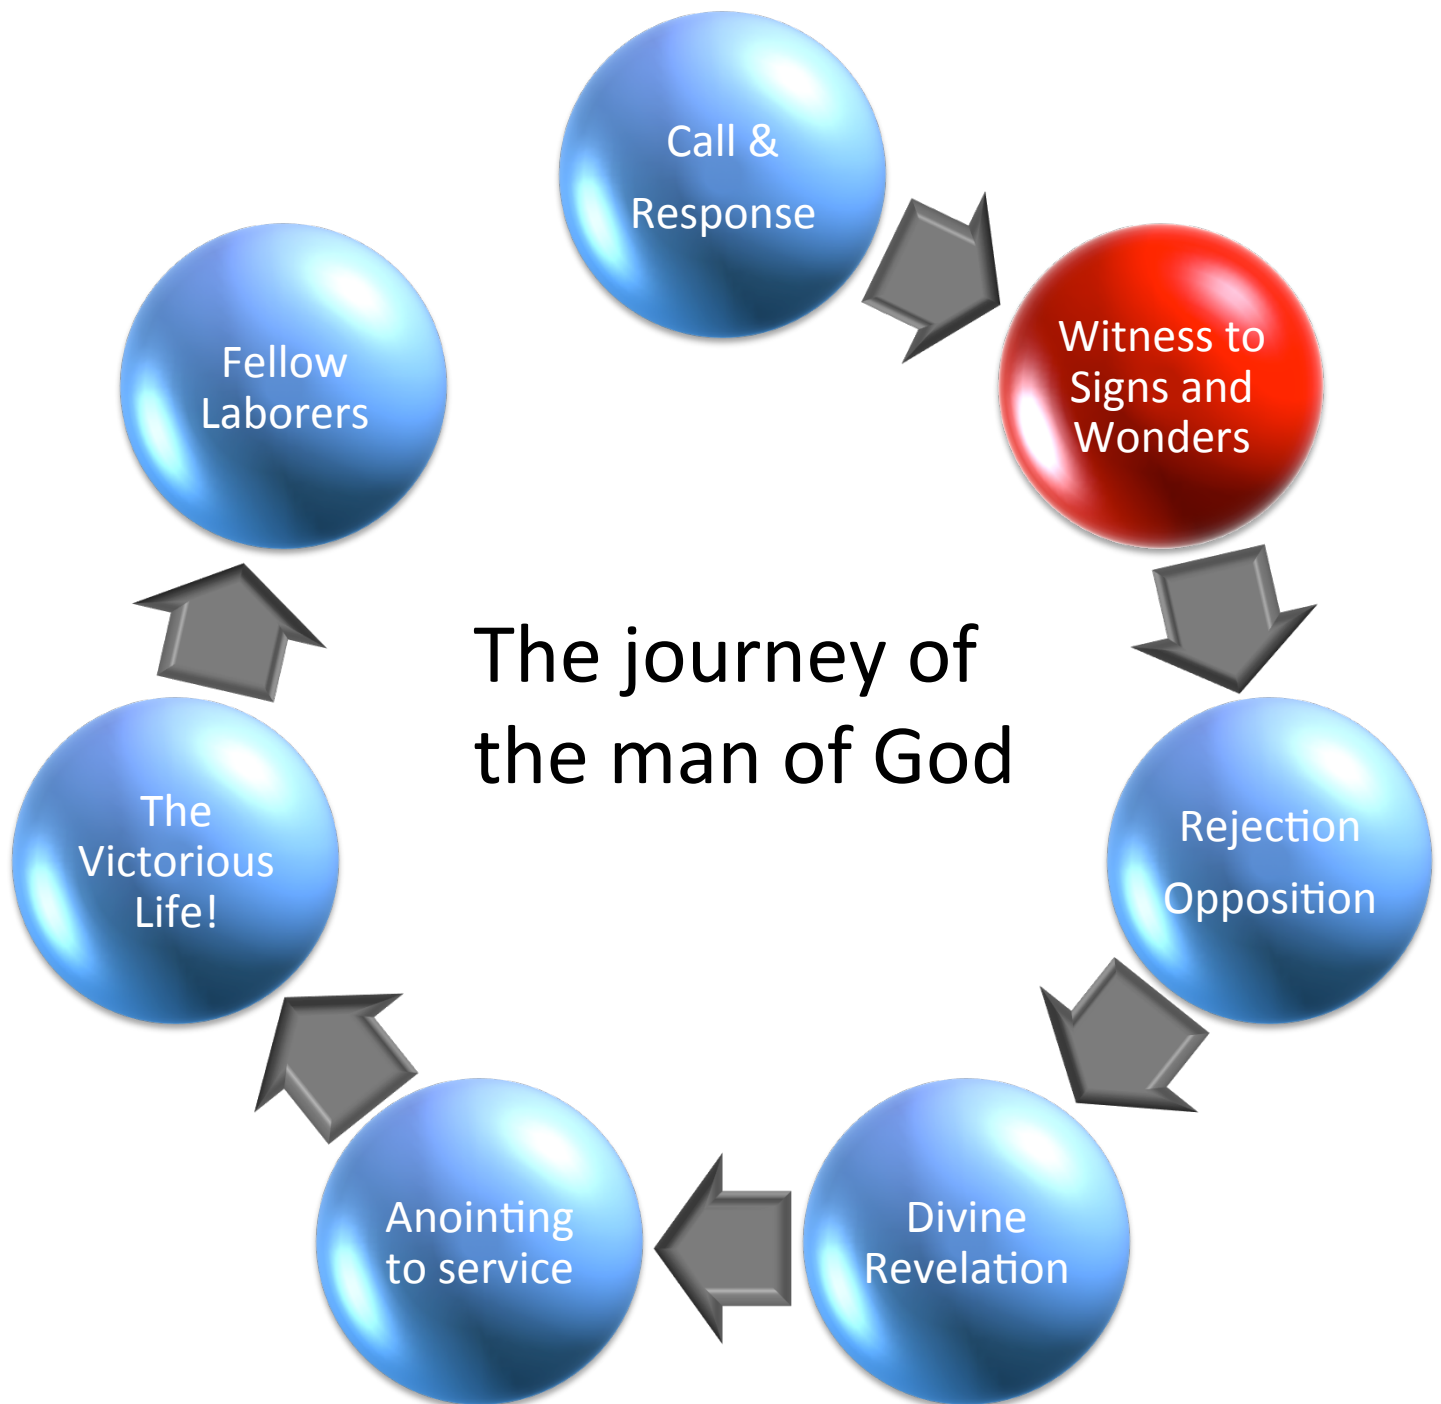 Call &
Response
Witness to
Signs and
Wonders
Rejection
Opposition
Divine
Revelation
Anointing
to service
The
Victorious
Life!
Fellow
Laborers
The journey of
the man of God